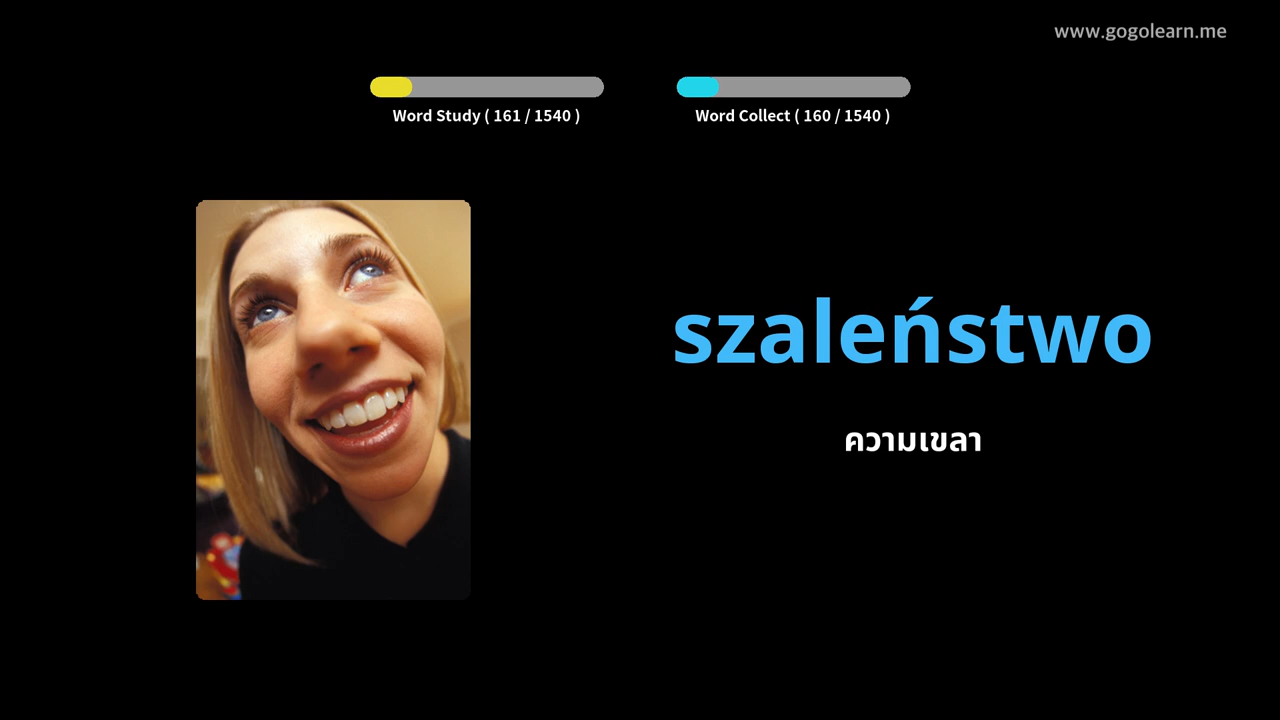 www.gogolearn.me
Word Study ( 161 / 1540 )
Word Collect ( 160 / 1540 )
szaleństwo
ความเขลา